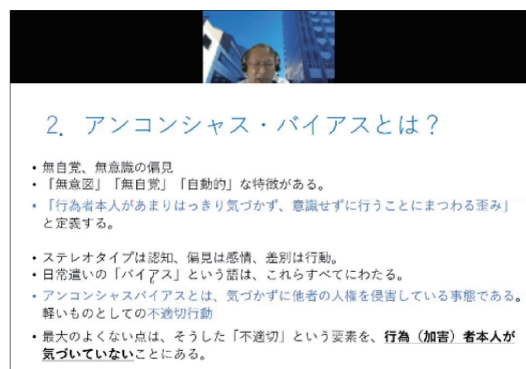 2．アンコンシャス・バイアスとは？
• 無自覚、無意識の偏見
• 「無意図」「無自覚」「自動的」な特徴がある。
• 「行為者本人があまりはっきり気づかず、意識せずに行うことにまつわる歪み」
と定義する。
• ステレオタイプは認知、偏見は感情、差別は行動。
• 日常遣いの「バイアス」という語は、これらすべてにわたる。
• アンコンシャスバイアスとは、気づかずに他者の人権を侵害している事態である。
軽いものとしての不適切行動
• 最大のよくない点は、そうした「不適切」という要素を、行為（加害）者本人が
気づいていないことにある。